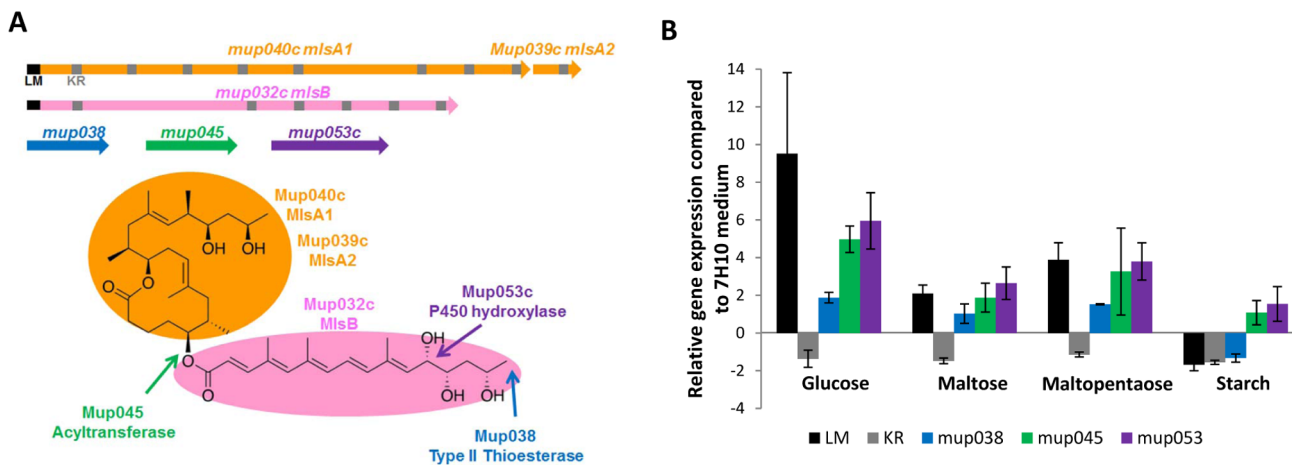 A
mup040c mlsA1
Mup039c mlsA2
LM
KR
mup032c mlsB
mup038
mup045
mup053c
Mup040c
MlsA1
Mup039c
MlsA2
OH
OH
O
O
Mup032c
MlsB
Mup053c
P450 hydroxylase
OH
O
O
OH
OH
Mup045
Acyltransferase
Mup038
Type II Thioesterase
B
Relative gene expression compared
to 7H10 medium
14
12
10
8
6
4
2
0
-2
-4
Glucose
Maltose
Maltopentaose
Starch
LM
KR
mup038
mup045
mup053